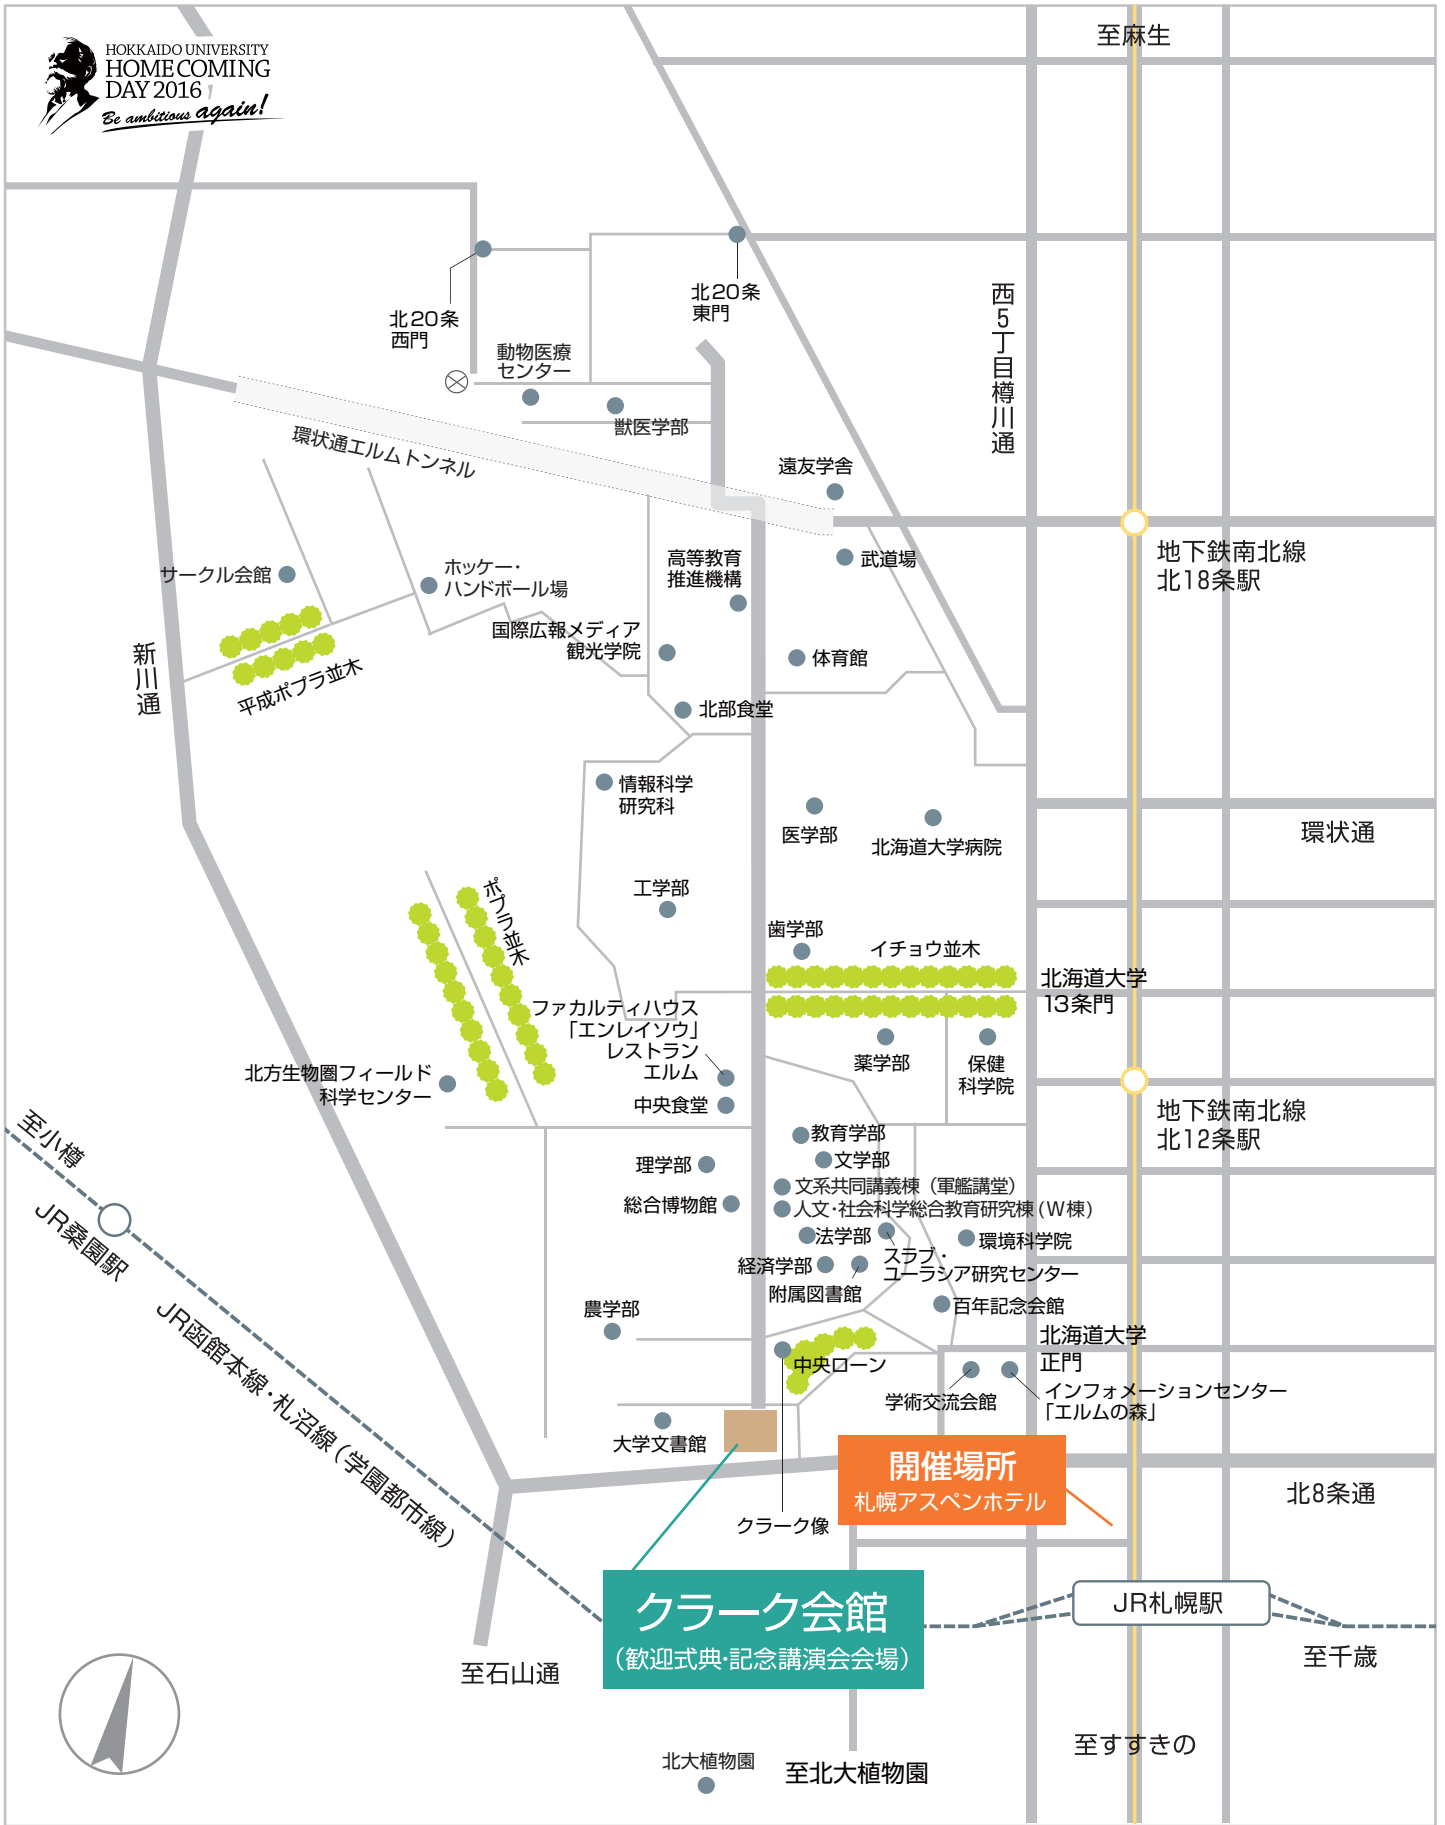 至麻生
HOKKAIDO UNIVERSITY
HOMECOMING
DAY 2016
Be ambitious again!
北20条
西門
北20条
東門
西5丁目樽川通
動物医療
センター
獣医学部
環状通エルムトンネル
遠友学舎
武道場
地下鉄南北線
北18条駅
サークル会館
ホッケー・
ハンドボール場
高等教育
推進機構
国際広報メディア
観光学院
体育館
新川通
平成ポプラ並木
北部食堂
情報科学
研究科
医学部
北海道大学病院
環状通
工学部
ポプラ並木
歯学部
イチョウ並木
北海道大学
13条門
ファカルティハウス
「エンレイソウ」
レストラン
エルム
中央食堂
薬学部
保健
科学院
北方生物圏フィールド
科学センター
地下鉄南北線
北12条駅
至小樽
JR桑園駅
教育学部
文学部
理学部
文系共同講義棟（軍艦講堂）
総合博物館
人文・社会科学総合教育研究棟(W棟)
法学部
スラブ・
ユーラシア研究センター
環境科学院
経済学部
附属図書館
百年記念会館
農学部
JR函館本線・札沼線（学園都市線）
北海道大学
正門
中央ローン
学術交流会館
インフォメーションセンター
「エルムの森」
大学文書館
開催場所
札幌アスペンホテル
北8条通
クラーク像
クラーク会館
（歓迎式典・記念講演会会場）
JR札幌駅
至石山通
至千歳
至すすきの
北大植物園
至北大植物園